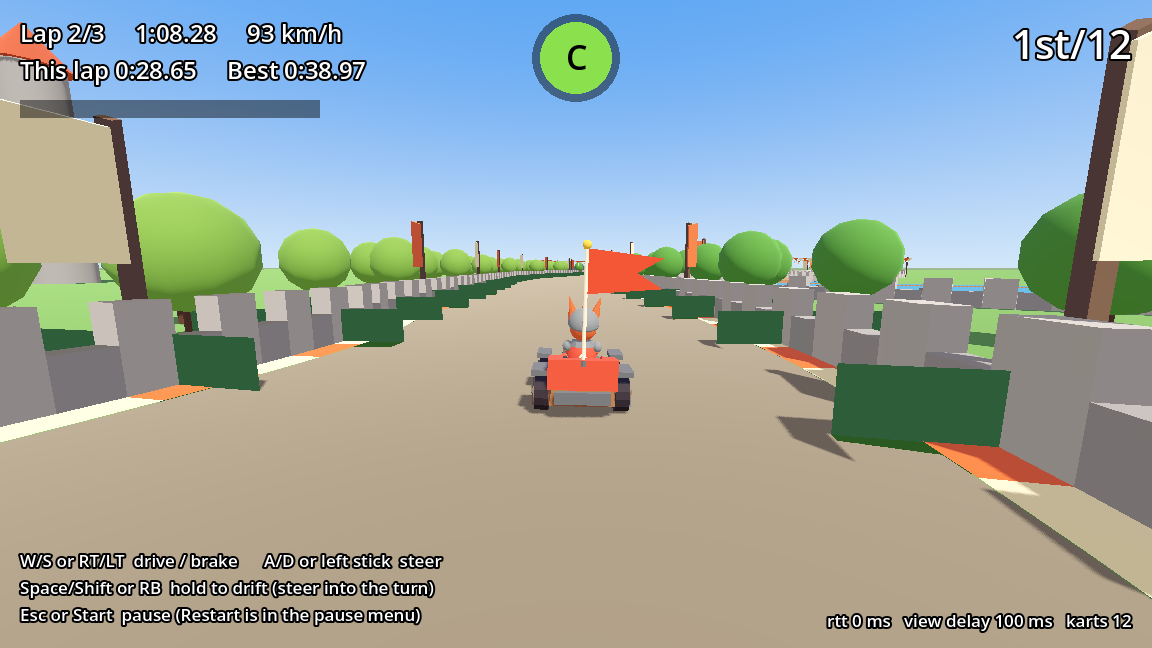 Lap 2/3 1:08.28 93 km/h
This lap 0:28.65 Best 0:38.97
C
1st/12
W/S or RT/LT drive / brake A/D or left stick steer
Space/Shift or RB hold to drift (steer into the turn)
Esc or Start pause (Restart is in the pause menu)
rtt 0 ms view delay 100 ms karts 12